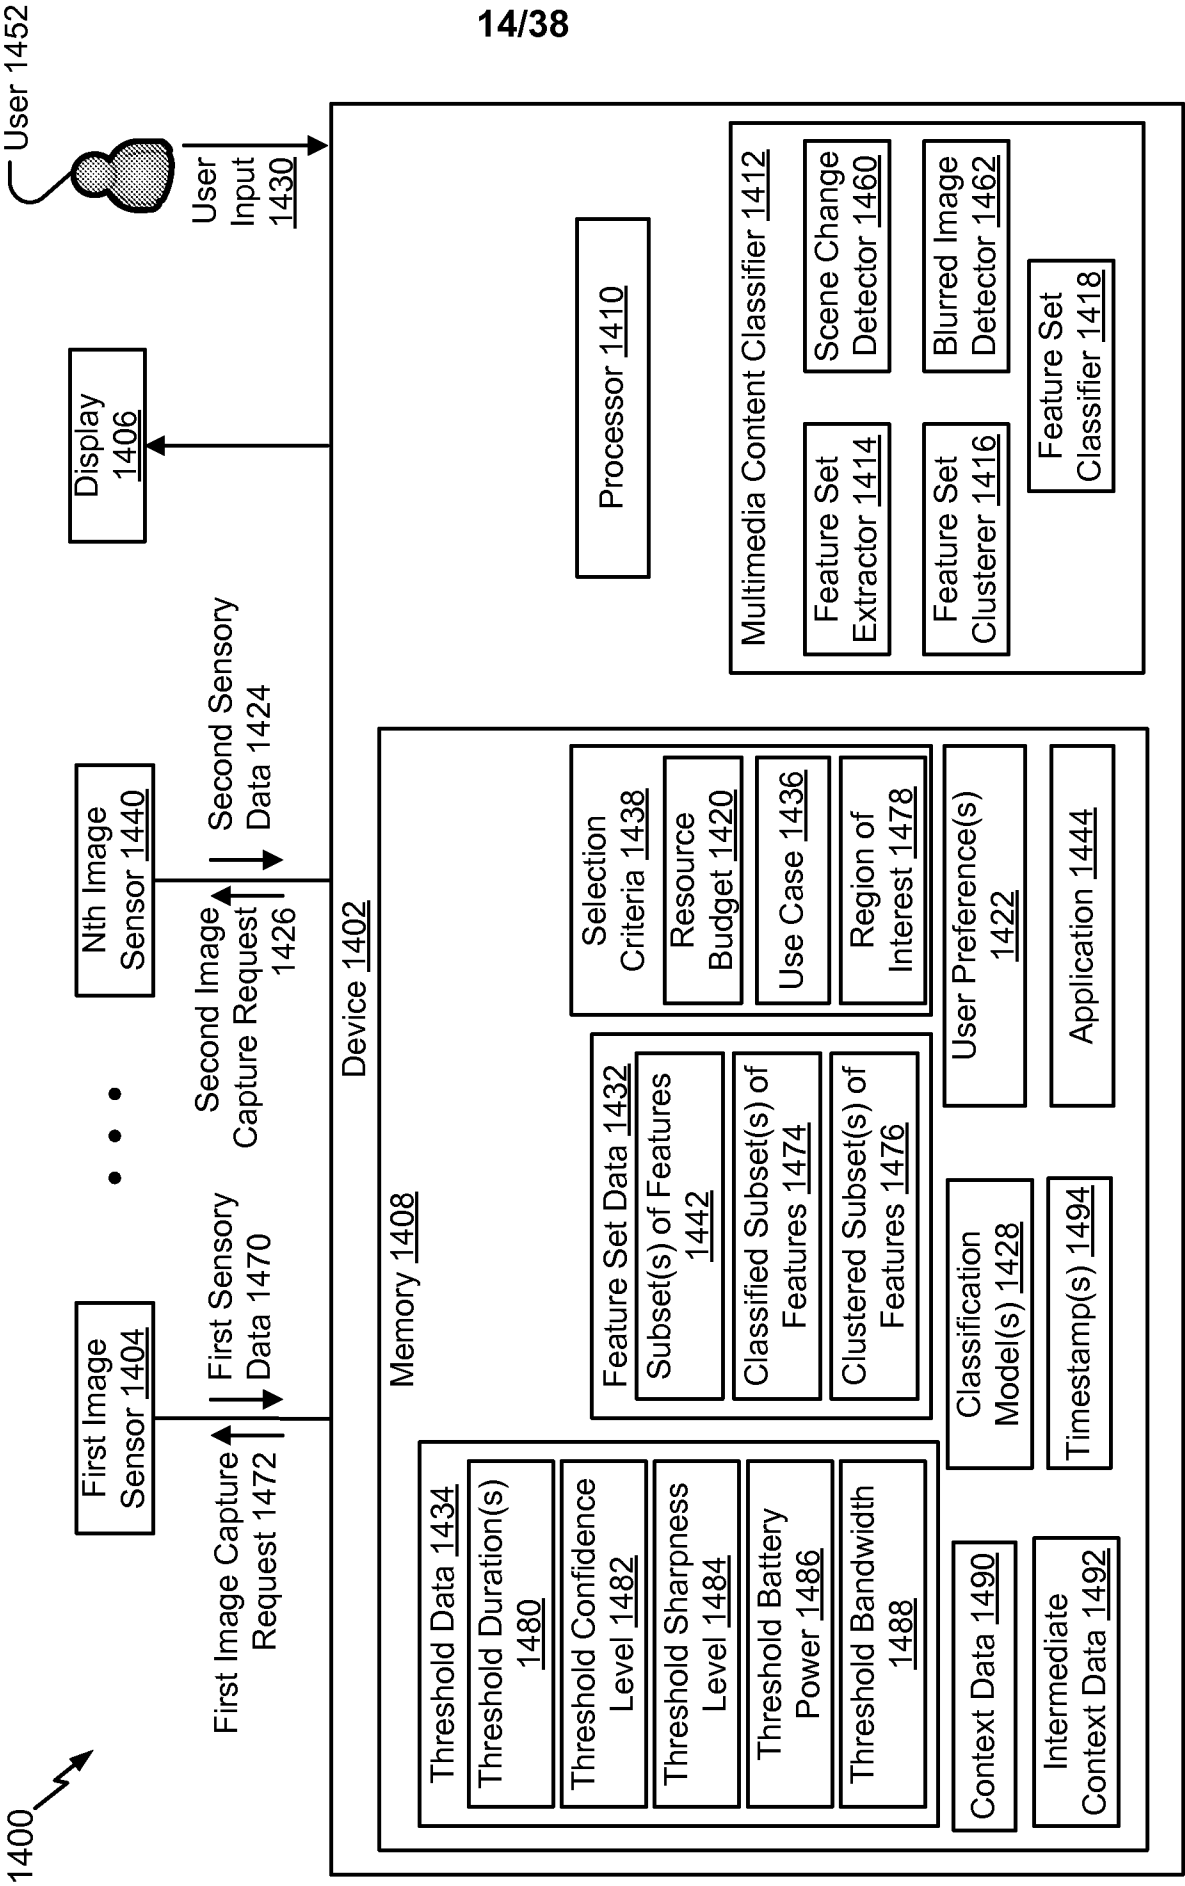 14/38
1400
User 1452
First Image
Sensor 1404
Nth Image
Sensor 1440
Display
1406
First Image Capture
Request 1472
First Sensory
Data 1470
Second Image
Capture Request
1426
Second Sensory
Data 1424
User
Input
1430
Device 1402
Memory 1408
Threshold Data 1434
Threshold Duration(s)
1480
Threshold Confidence
Level 1482
Threshold Sharpness
Level 1484
Threshold Battery
Power 1486
Threshold Bandwidth
1488
Feature Set Data 1432
Subset(s) of Features
1442
Classified Subset(s) of
Features 1474
Clustered Subset(s) of
Features 1476
Selection
Criteria 1438
Resource
Budget 1420
Use Case 1436
Region of
Interest 1478
Context Data 1490
Intermediate
Context Data 1492
Classification
Model(s) 1428
Timestamp(s) 1494
User Preference(s)
1422
Application 1444
Processor 1410
Multimedia Content Classifier 1412
Feature Set
Extractor 1414
Scene Change
Detector 1460
Feature Set
Clusterer 1416
Blurred Image
Detector 1462
Feature Set
Classifier 1418